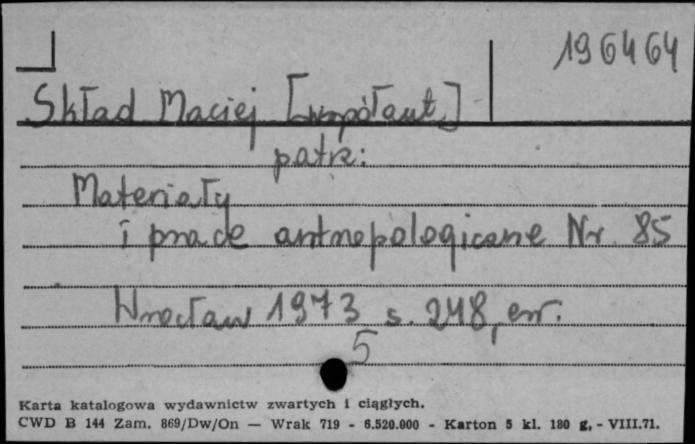 196464
Skład Maciej [współaut.]
patrz:
Materiały
i prace antropologiczne Nr 85
Wrocław 1973 s. 248, err.
5
Karta katalogowa wydawnictw zwartych i ciągłych.
CWD B 144 Zam. 869/Dw/On — Wrak 719 - 6.520.000 - Karton 5 kl. 180 g, - VIII.71.